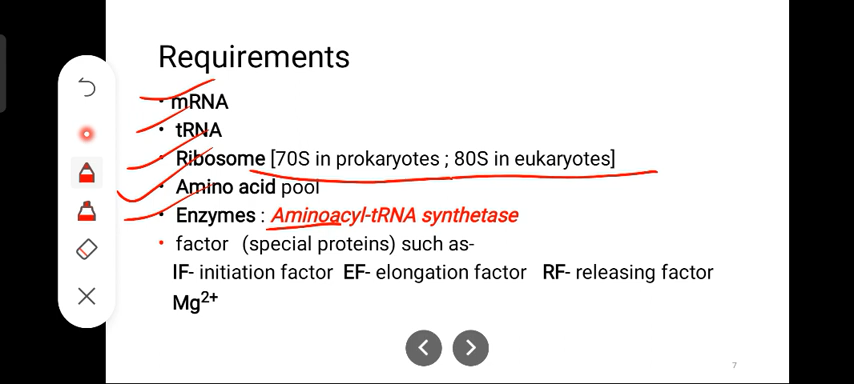 Requirements
• mRNA
• tRNA
• Ribosome [70S in prokaryotes ; 80S in eukaryotes]
• Amino acid pool
• Enzymes : Aminoacyl-tRNA synthetase
• factor (special proteins) such as-
IF- initiation factor EF- elongation factor RF- releasing factor
Mg2+
7